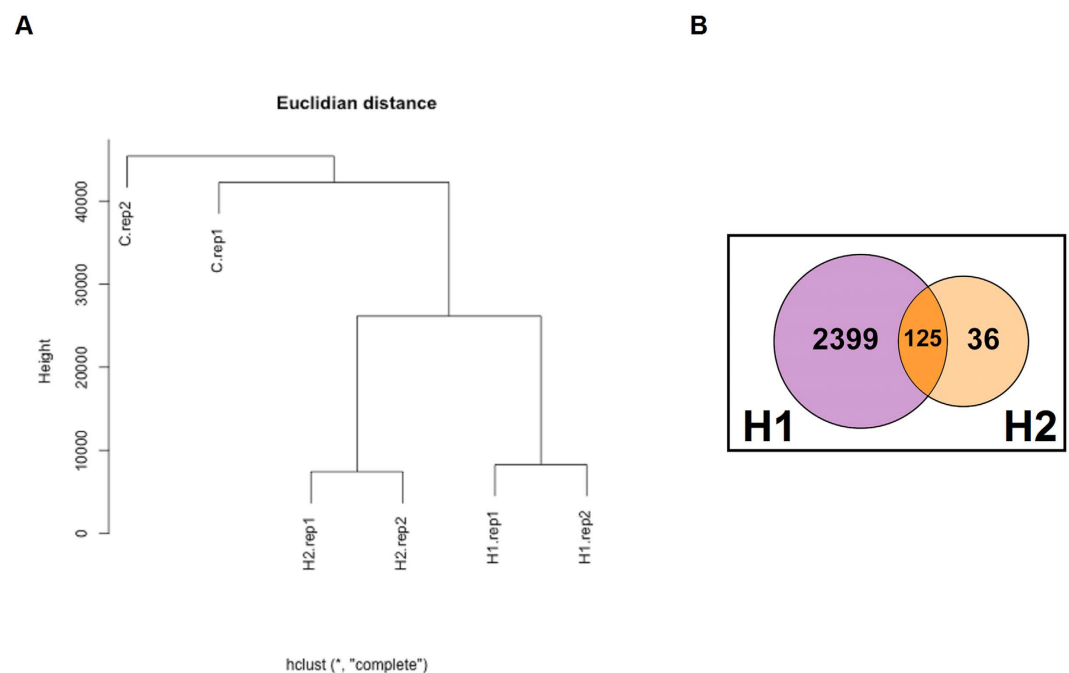 A
B
Euclidian distance
Height
40000
30000
20000
10000
0
C.rep2
C.rep1
H2.rep1
H2.rep2
H1.rep1
H1.rep2
hclust (*, "complete")
2399
125
36
H1
H2